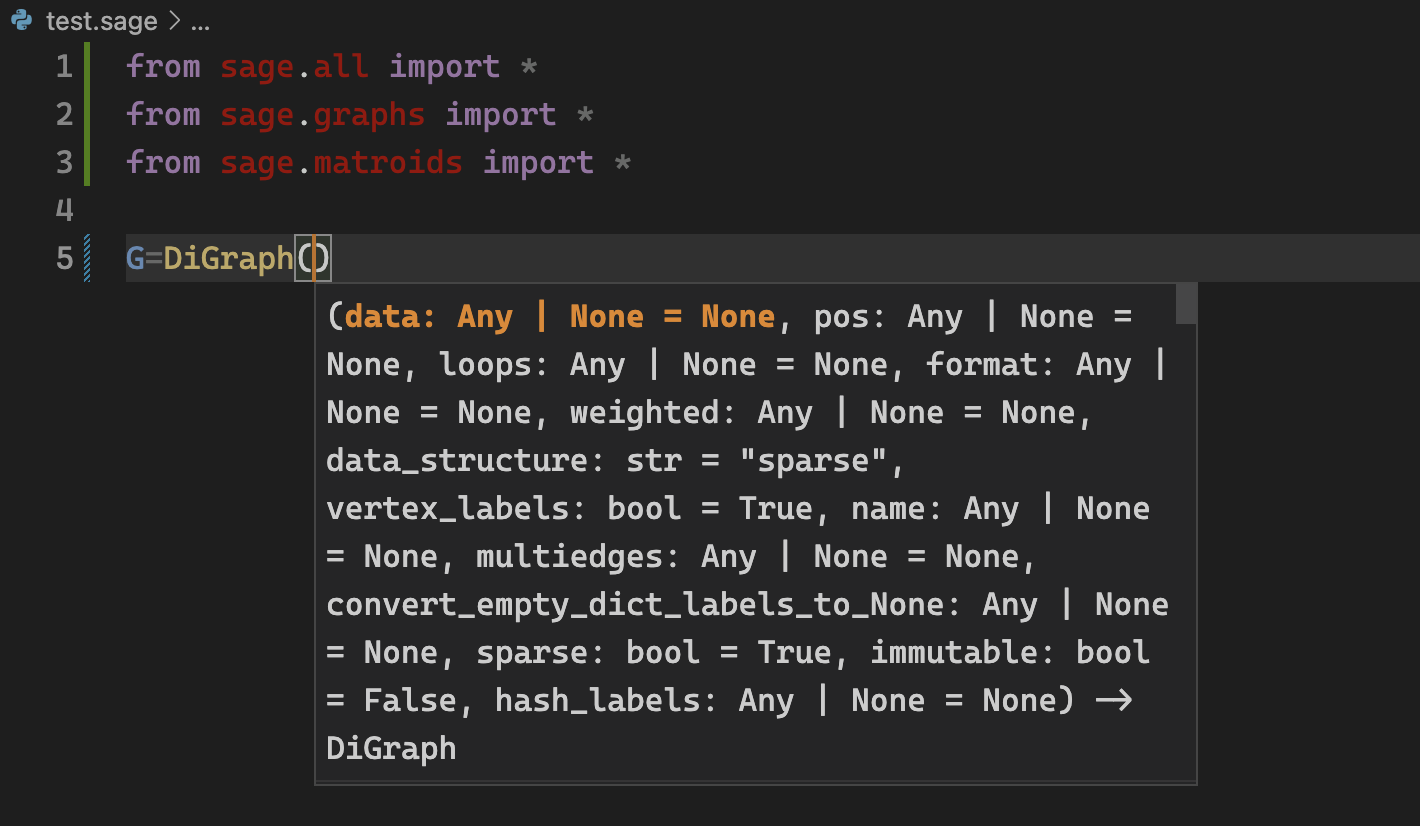 test.sage > ...
1 from sage.all import *
2 from sage.graphs import *
3 from sage.matroids import *
4
5 G=DiGraph()
(data: Any | None = None, pos: Any | None =
None, loops: Any | None = None, format: Any |
None = None, weighted: Any | None = None,
data_structure: str = "sparse",
vertex_labels: bool = True, name: Any | None
= None, multiedges: Any | None = None,
convert_empty_dict_labels_to_None: Any | None
= None, sparse: bool = True, immutable: bool
= False, hash_labels: Any | None = None) ->
DiGraph